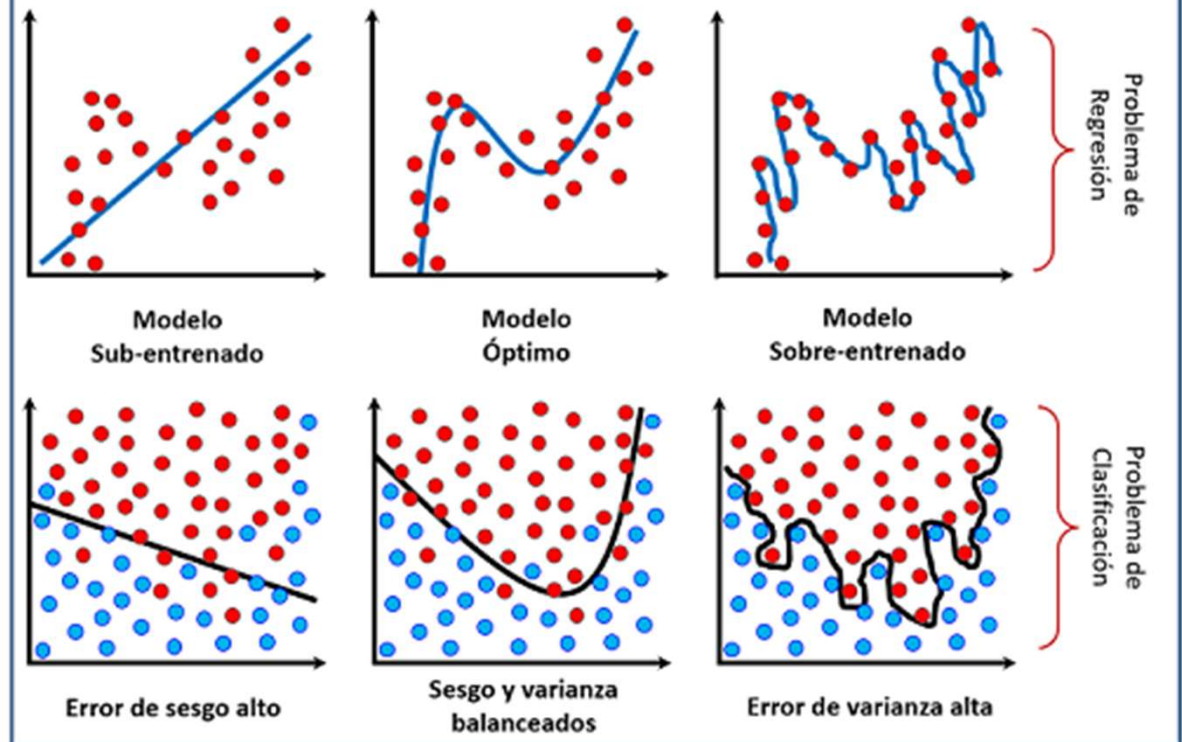 Modelo
Sub-entrenado
Modelo
Óptimo
Modelo
Sobre-entrenado
Problema de
Regresión
Error de sesgo alto
Sesgo y varianza
balanceados
Error de varianza alta
Problema de
Clasificación